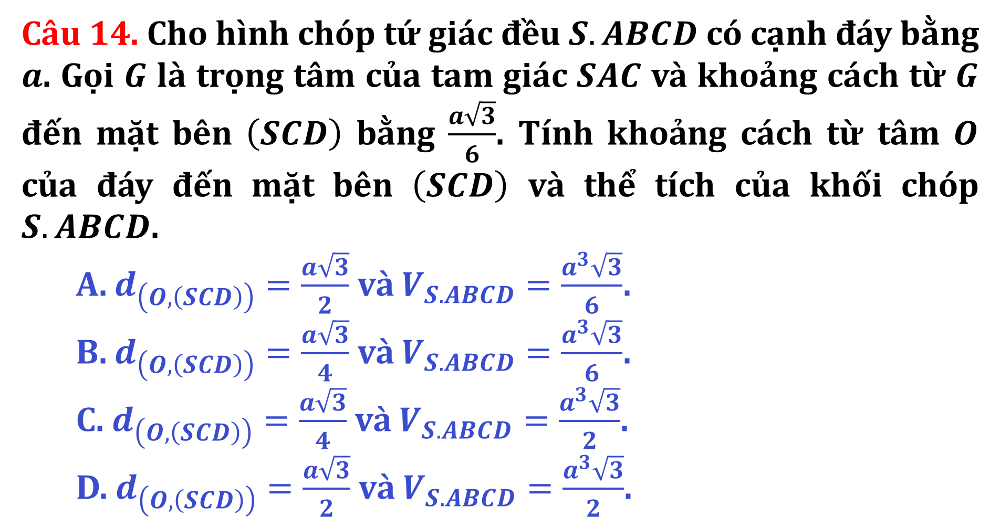 Câu 14. Cho hình chóp tứ giác đều S. ABCD có cạnh đáy bằng
a. Gọi G là trọng tâm của tam giác SAC và khoảng cách từ G
đến mặt bên (SCD) bằng \frac{a\sqrt{3}}{6}. Tính khoảng cách từ tâm O
của đáy đến mặt bên (SCD) và thể tích của khối chóp
S. ABCD.
A. d_{(O,(SCD))} = \frac{a\sqrt{3}}{2} và V_{S.ABCD} = \frac{a^3\sqrt{3}}{6}.
B. d_{(O,(SCD))} = \frac{a\sqrt{3}}{4} và V_{S.ABCD} = \frac{a^3\sqrt{3}}{6}.
C. d_{(O,(SCD))} = \frac{a\sqrt{3}}{4} và V_{S.ABCD} = \frac{a^3\sqrt{3}}{2}.
D. d_{(O,(SCD))} = \frac{a\sqrt{3}}{2} và V_{S.ABCD} = \frac{a^3\sqrt{3}}{2}.